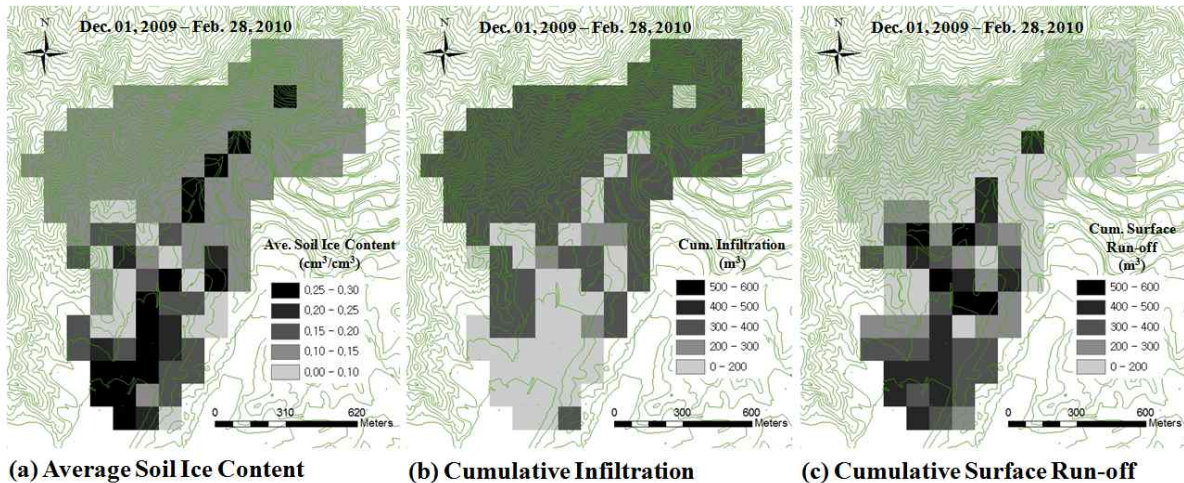 N
Dec. 01, 2009 – Feb. 28, 2010
Ave. Soil Ice Content
(cm³/cm³)
0.25 – 0.30
0.20 – 0.25
0.15 – 0.20
0.10 – 0.15
0.00 – 0.10
0 310 620
Meters
(a) Average Soil Ice Content
N
Dec. 01, 2009 – Feb. 28, 2010
Cum. Infiltration
(m³)
500 – 600
400 – 500
300 – 400
200 – 300
0 – 200
0 300 600
Meters
(b) Cumulative Infiltration
N
Dec. 01, 2009 – Feb. 28, 2010
Cum. Surface
Run-off
(m³)
500 – 600
400 – 500
300 – 400
200 – 300
0 – 200
0 300 600
Meters
(c) Cumulative Surface Run-off